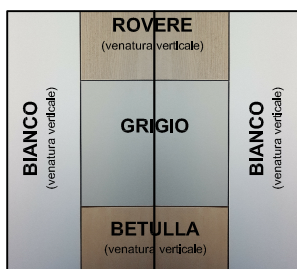 ROVERE
(venatura verticale)
BIANCO
(venatura verticale)
GRIGIO
BIANCO
(venatura verticale)
BETULLA
(venatura verticale)